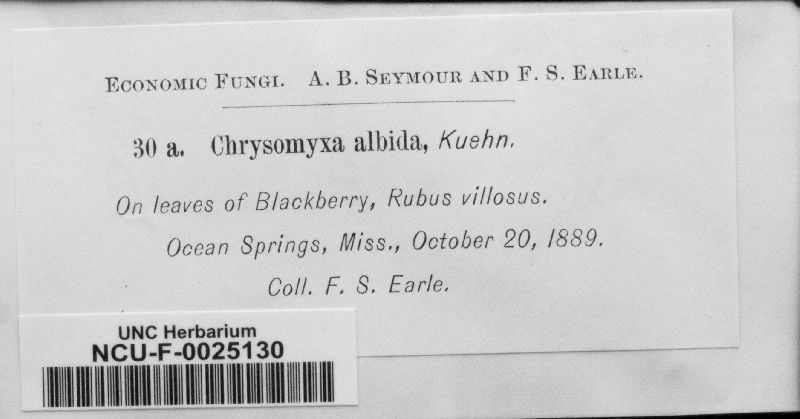 ECONOMIC FUNGI. A. B. SEYMOUR AND F. S. EARLE.
30 a. Chrysomyxa albida, Kuehn.
On leaves of Blackberry, Rubus villosus.
Ocean Springs, Miss., October 20, 1889.
Coll. F. S. Earle.
UNC Herbarium
NCU-F-0025130